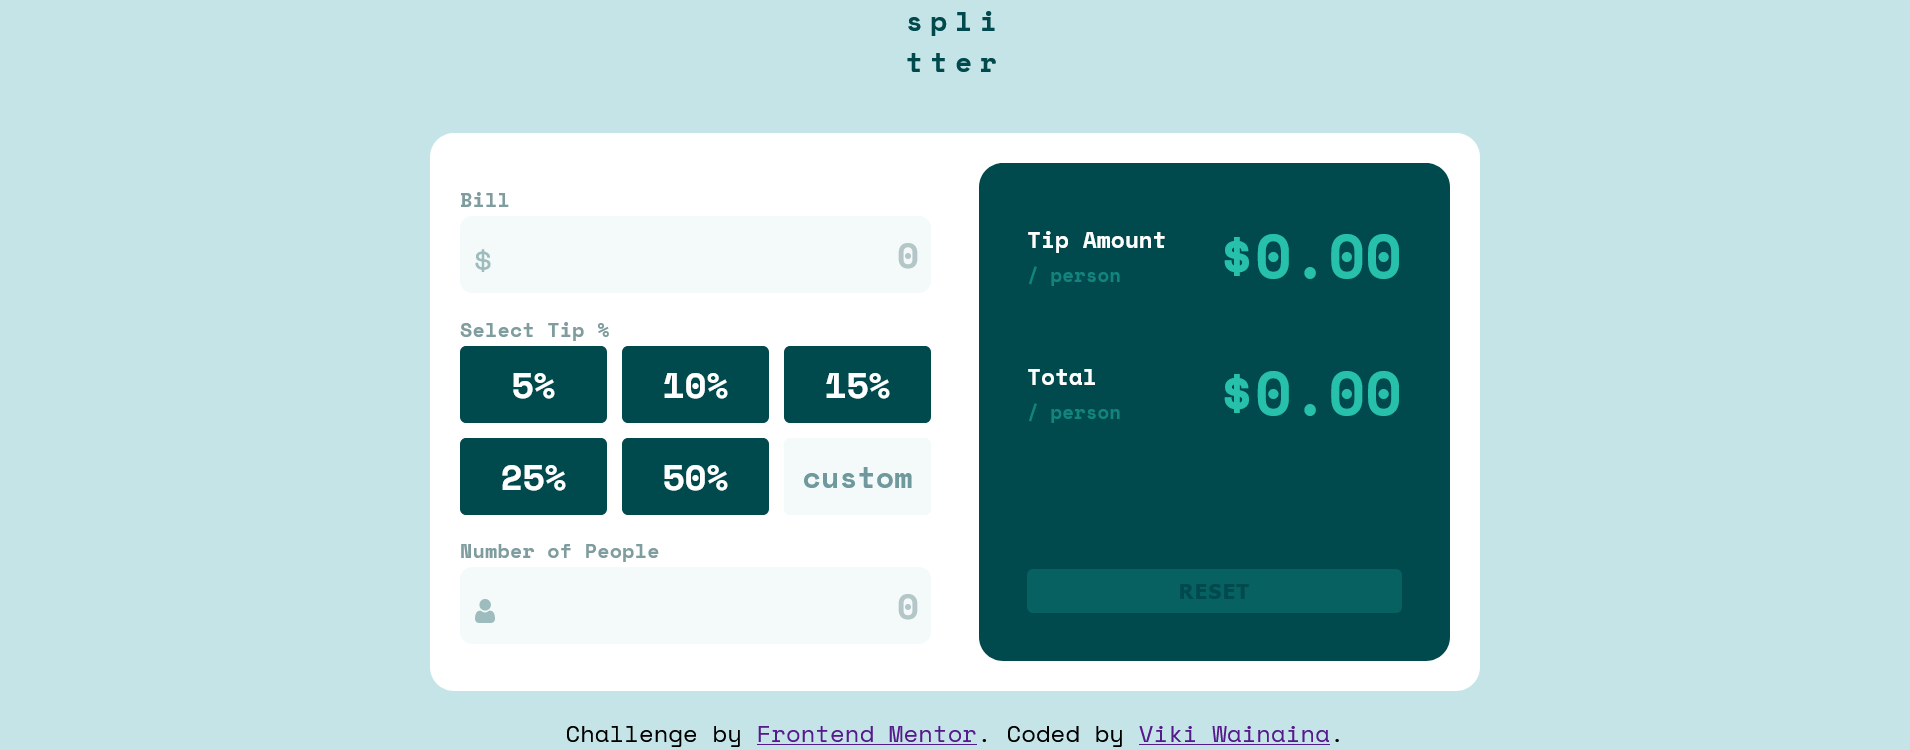 spli
tter
Bill
$ 0
Select Tip %
5% 10% 15%
25% 50% custom
Number of People
0
Tip Amount
/ person
$0.00
Total
/ person
$0.00
RESET
Challenge by Frontend Mentor. Coded by Viki Wainaina.